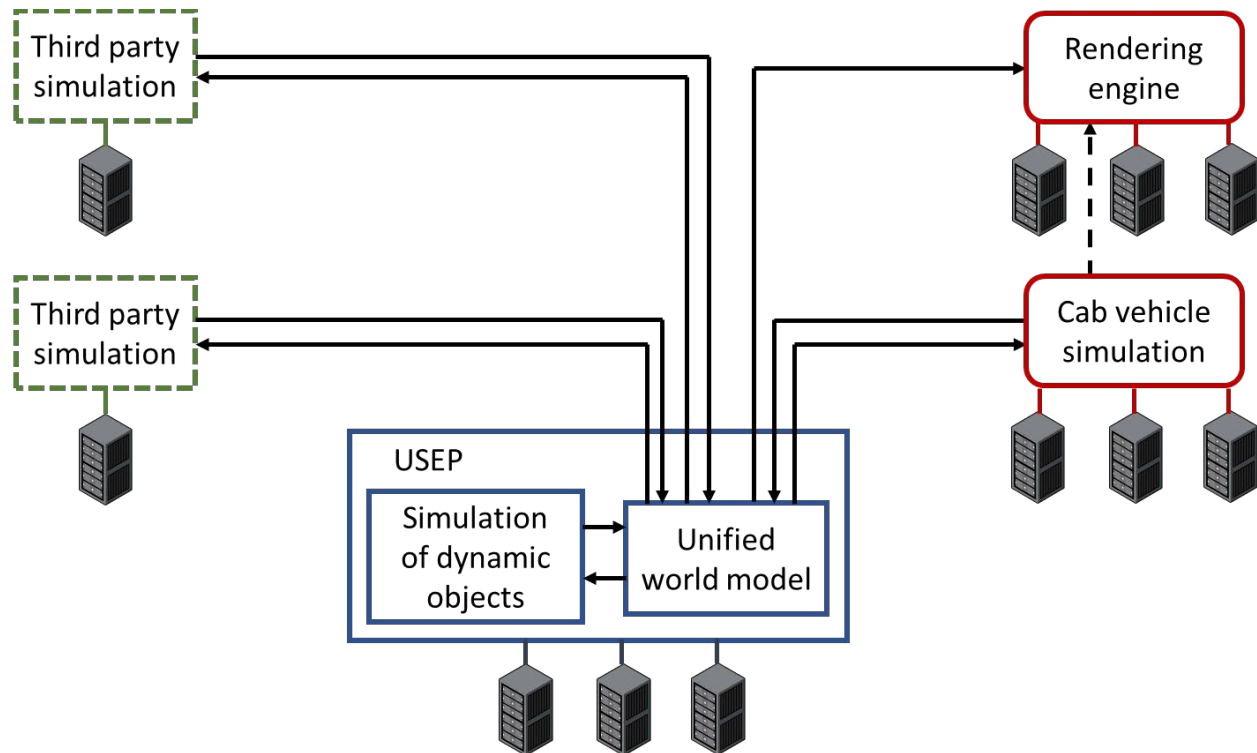 Third party
simulation
Rendering
engine
Third party
simulation
Cab vehicle
simulation
USEP
Simulation
of dynamic
objects
Unified
world model